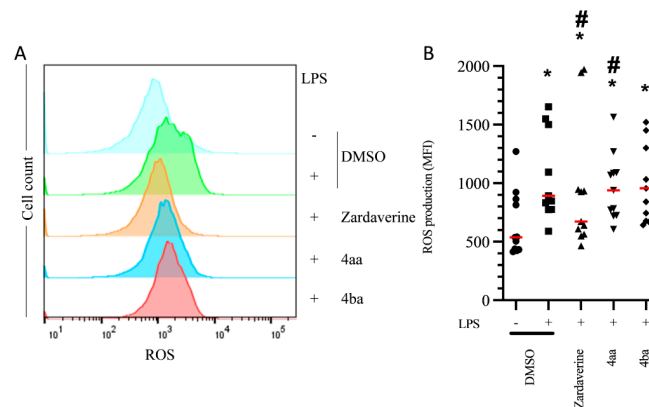 A
LPS
Cell count
-
+
DMSO
+
Zardaverine
+
4aa
+
4ba
10¹
10²
10³
10⁴
10⁵
ROS
B
#
*
#
*
*
*
ROS production (MFI)
2000
1500
1000
500
0
LPS - + + + +
DMSO
Zardaverine
4aa
4ba